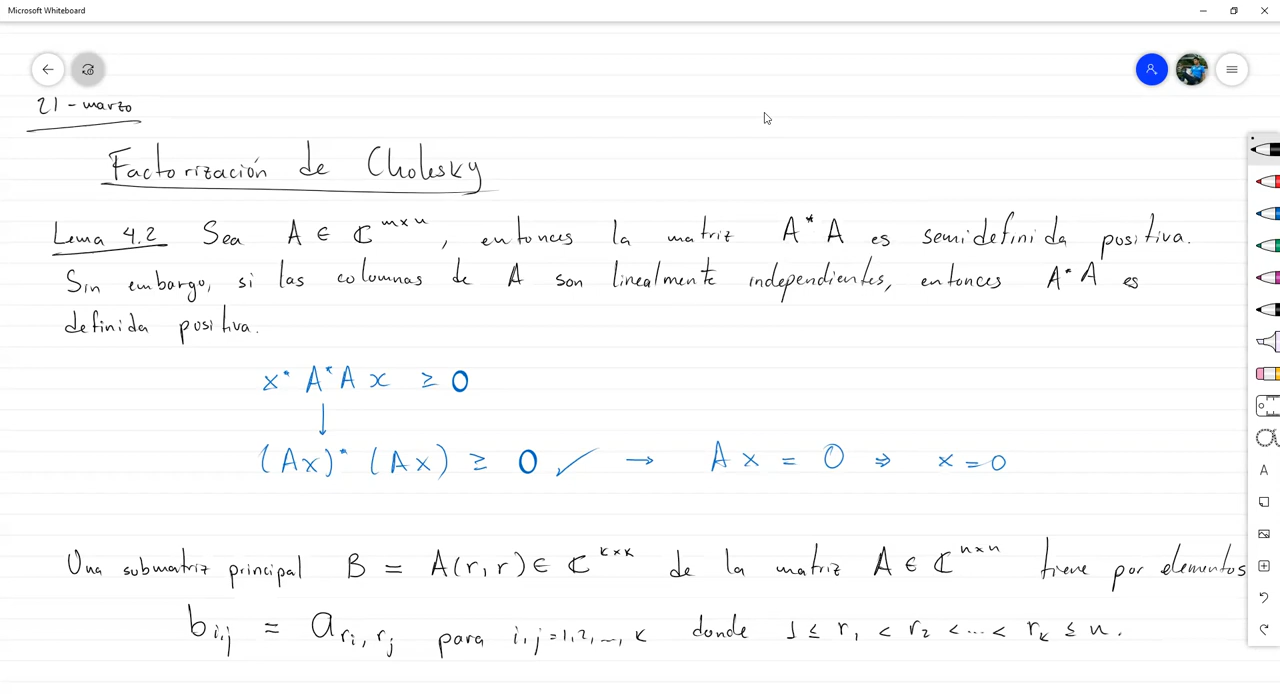 Microsoft Whiteboard
21 - marzo
Factorización de Cholesky
Lema 4.2 Sea A ∈ ℂ^{m×n}, entonces la matriz A* A es semidefinida positiva.
Sin embargo, si las columnas de A son linealmente independientes, entonces A* A es
definida positiva.
x* A* A x ≥ 0
↓
(Ax)* (Ax) ≥ 0 ✓ → Ax = 0 ⇒ x = 0
Una submatriz principal B = A(r,r) ∈ ℂ^{k×k} de la matriz A ∈ ℂ^{n×n} tiene por elementos
b_{i,j} = a_{r_i, r_j} para i,j = 1,2,...,k donde 1 ≤ r_1 < r_2 < ... < r_k ≤ n.
A